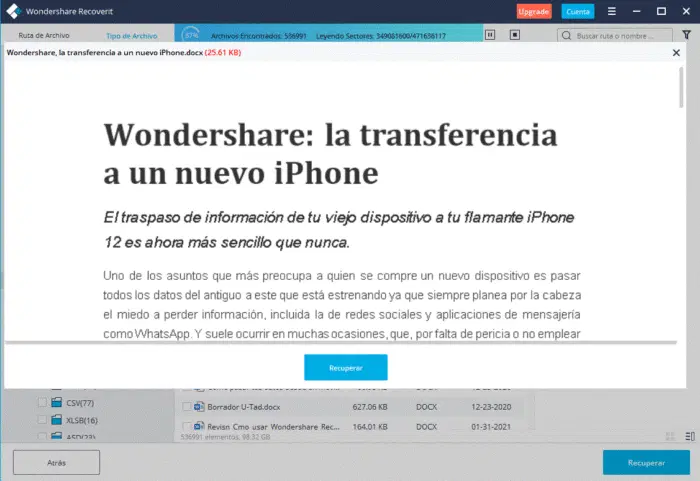 Wondershare Recoverit
Upgrade
Cuenta
Ruta de Archivo
Tipo de Archivo
37%
Archivos Encontrados: 536991
Leyendo Sectores: 349081600/471638117
Buscar ruta o nombre ...
Wondershare, la transferencia a un nuevo iPhone.docx (25.61 KB)
Wondershare: la transferencia
a un nuevo iPhone
El traspaso de información de tu viejo dispositivo a tu flamante iPhone
12 es ahora más sencillo que nunca.
Uno de los asuntos que más preocupa a quien se compre un nuevo dispositivo es pasar
todos los datos del antiguo a este que está estrenando ya que siempre planea por la cabeza
el miedo a perder información, incluida la de redes sociales y aplicaciones de mensajería
como WhatsApp. Y suele ocurrir en muchas ocasiones, que, por falta de pericia o no emplear
Recuperar
CSV(77)
Borrador U-Tad.docx 627.06 KB DOCX 12-23-2020
XLSB(16)
Revisn Cmo usar Wondershare Rec... 164.01 KB DOCX 01-31-2021
ASD(23)
536991 elementos, 98.32 GB
Atrás
Recuperar